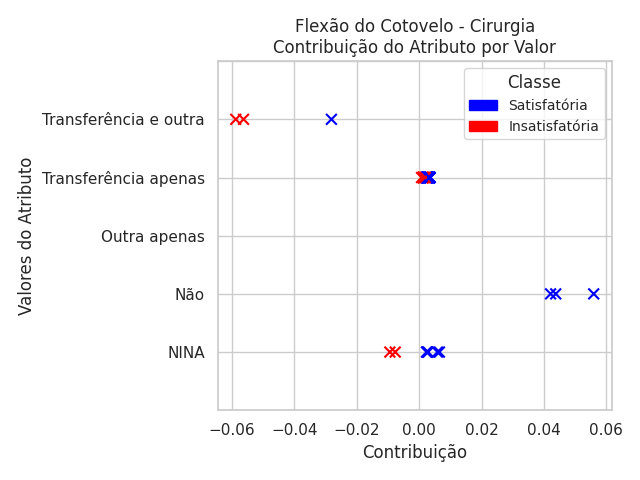 Flexão do Cotovelo - Cirurgia
Contribuição do Atributo por Valor
Classe
Satisfatória
Insatisfatória
Valores do Atributo
Transferência e outra
Transferência apenas
Outra apenas
Não
NINA
−0.06 −0.04 −0.02 0.00 0.02 0.04 0.06
Contribuição